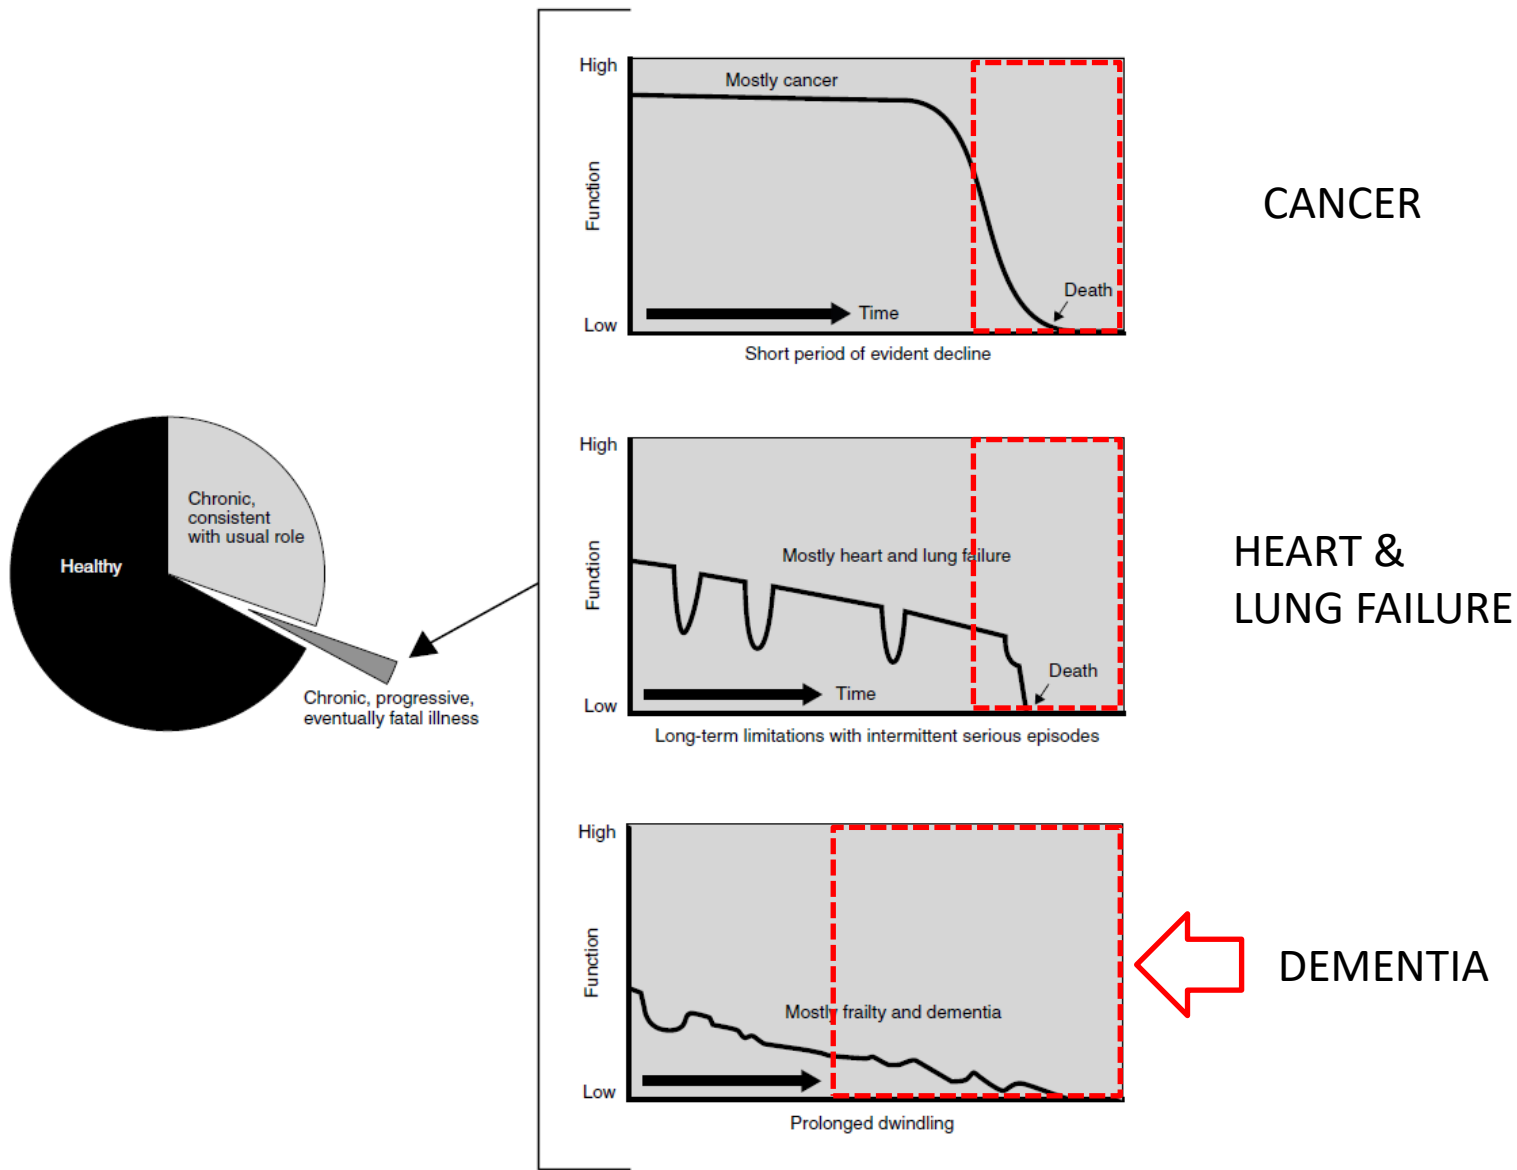 Healthy
Chronic,
consistent
with usual role
Chronic, progressive,
eventually fatal illness
High
Mostly cancer
Function
Death
Time
Low
Short period of evident decline
CANCER
High
Mostly heart and lung failure
Function
Death
Time
Low
Long-term limitations with intermittent serious episodes
HEART &
LUNG FAILURE
High
Function
Mostly frailty and dementia
Low
Prolonged dwindling
DEMENTIA